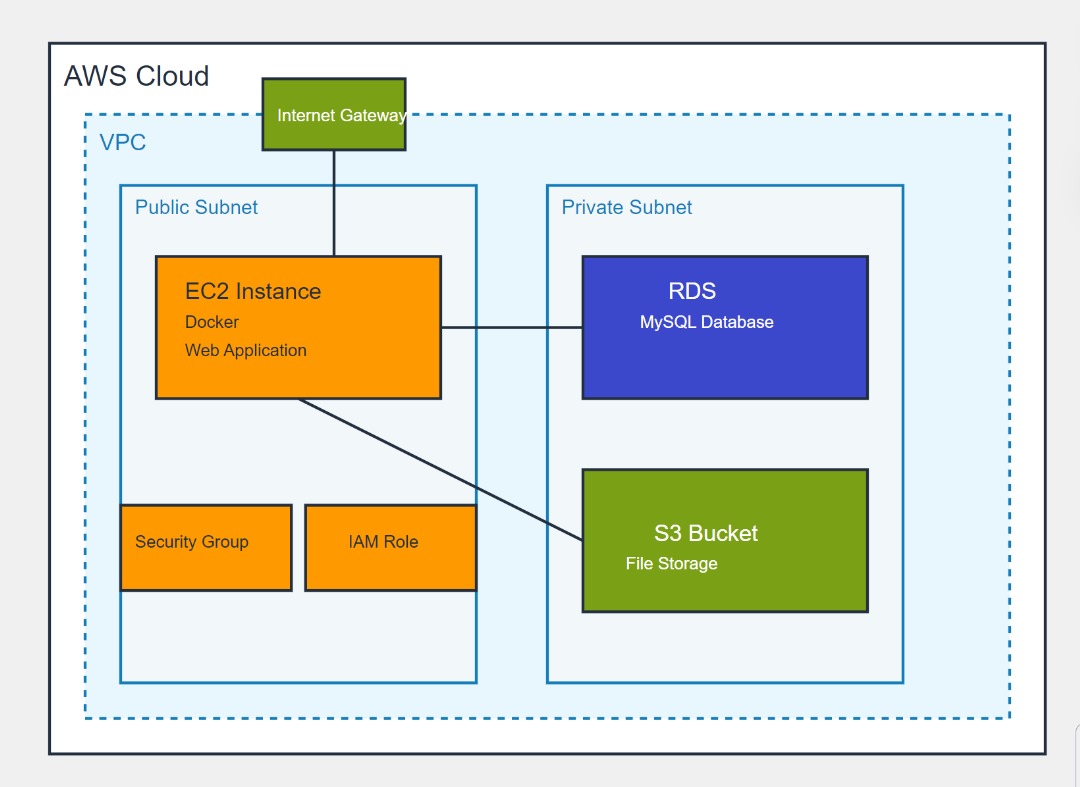 AWS Cloud
Internet Gateway
VPC
Public Subnet
EC2 Instance
Docker
Web Application
Security Group
IAM Role
Private Subnet
RDS
MySQL Database
S3 Bucket
File Storage